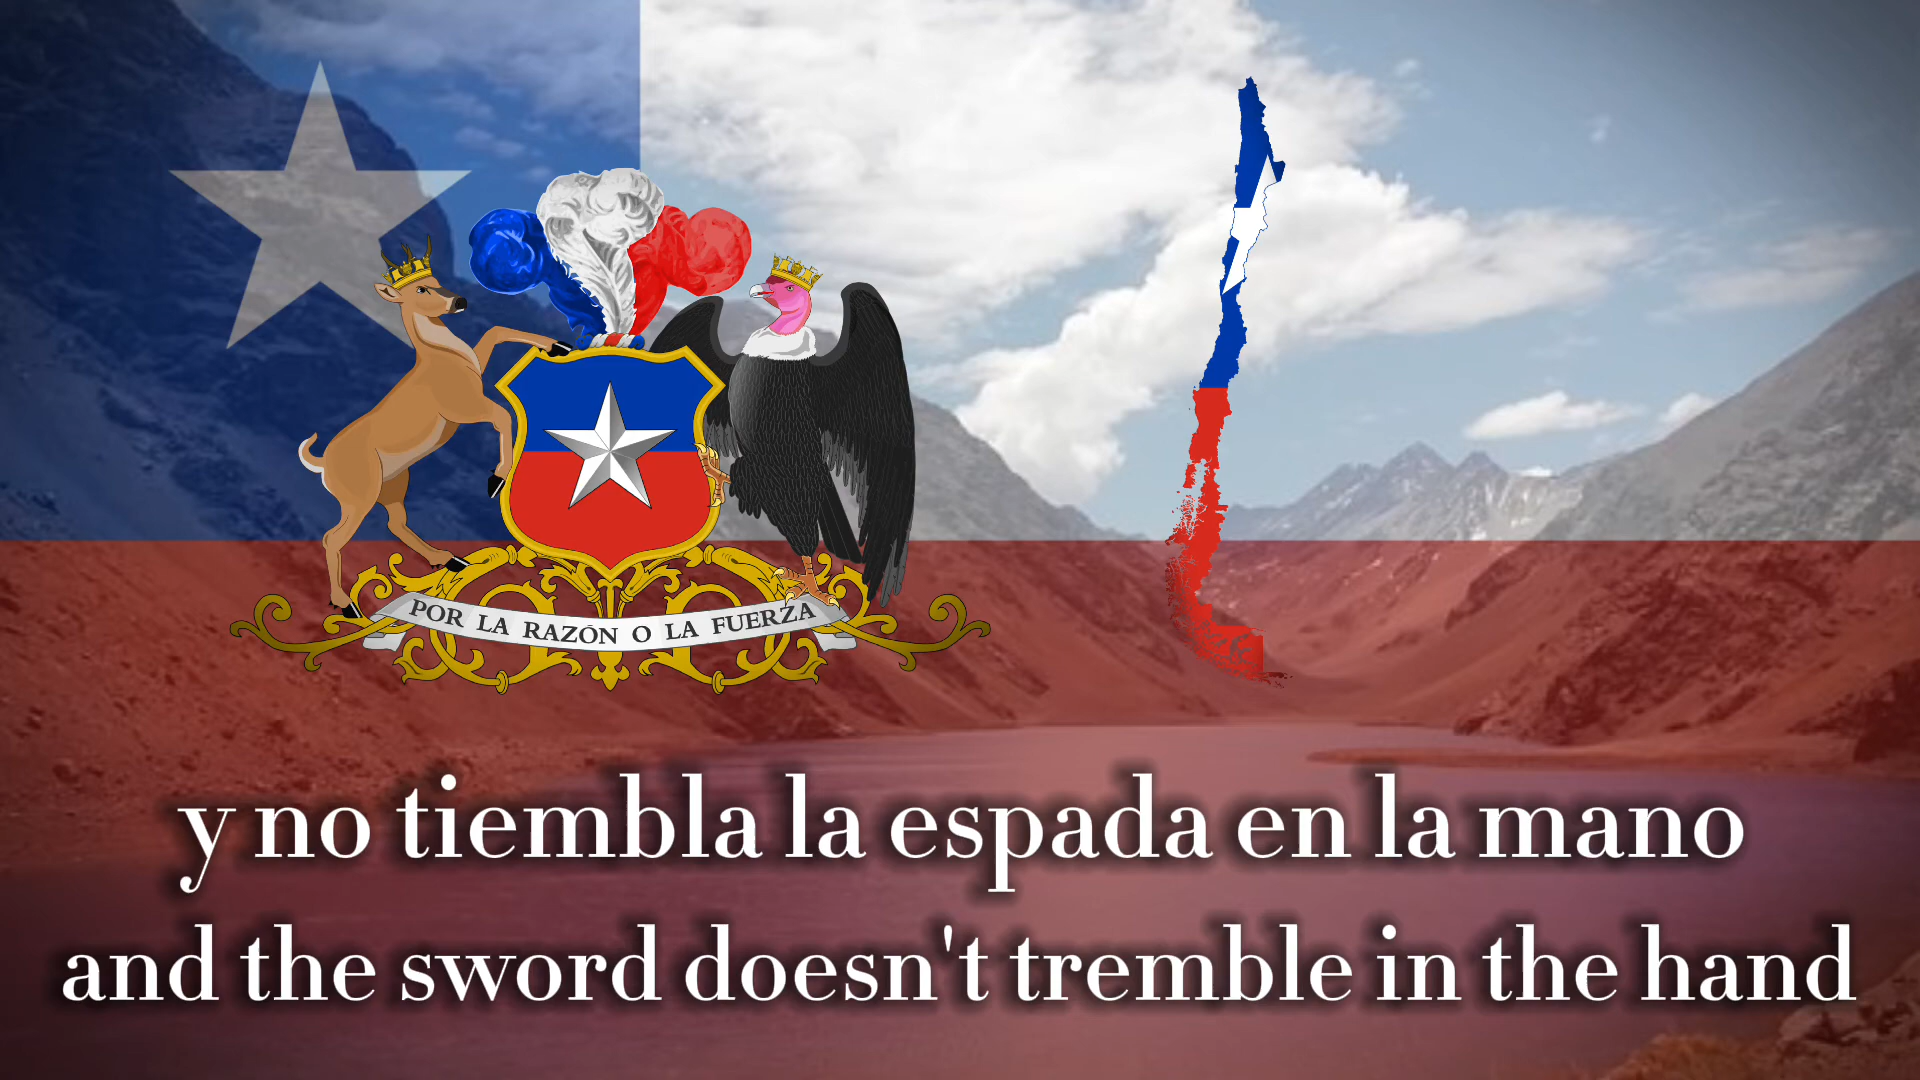 POR LA RAZÓN O LA FUERZA
y no tiembla la espada en la mano
and the sword doesn't tremble in the hand